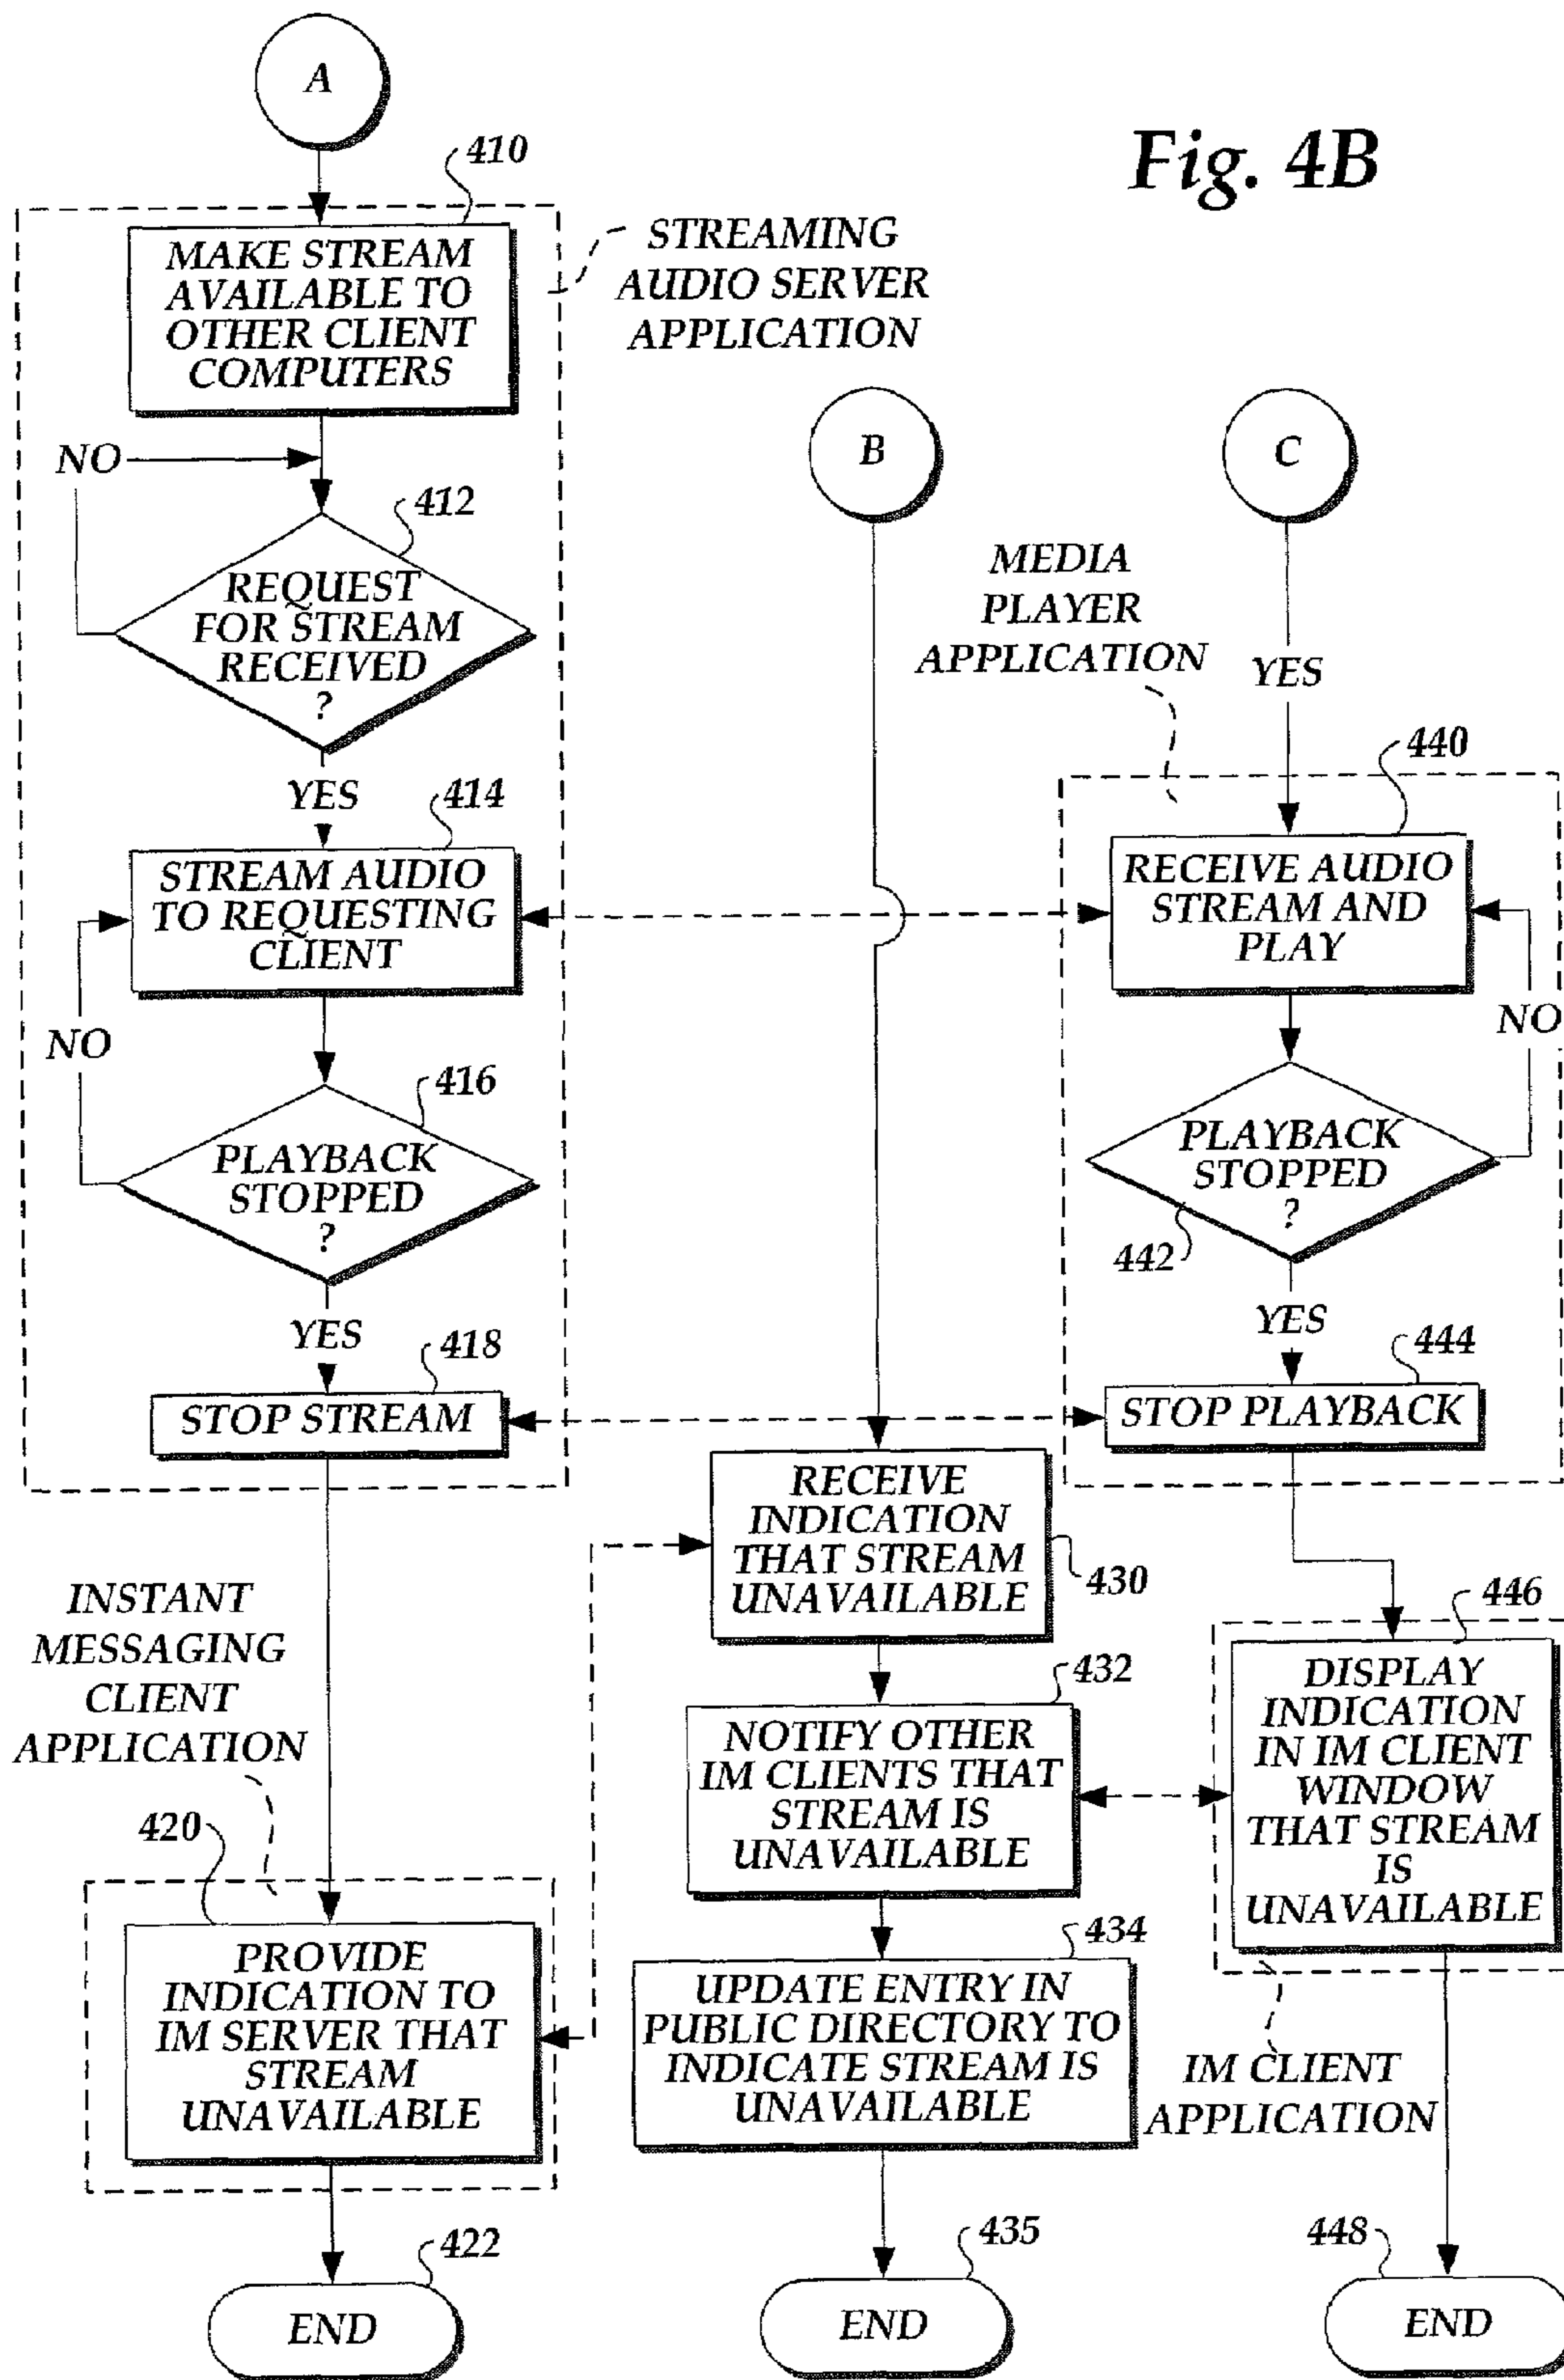 A
Fig. 4B
410
MAKE STREAM
AVAILABLE TO
OTHER CLIENT
COMPUTERS
STREAMING
AUDIO SERVER
APPLICATION
NO
412
REQUEST
FOR STREAM
RECEIVED
?
YES
414
STREAM AUDIO
TO REQUESTING
CLIENT
NO
416
PLAYBACK
STOPPED
?
YES
418
STOP STREAM
INSTANT
MESSAGING
CLIENT
APPLICATION
420
PROVIDE
INDICATION TO
IM SERVER THAT
STREAM
UNAVAILABLE
422
END
B
RECEIVE
INDICATION
THAT STREAM
UNAVAILABLE
430
432
NOTIFY OTHER
IM CLIENTS THAT
STREAM IS
UNAVAILABLE
434
UPDATE ENTRY IN
PUBLIC DIRECTORY TO
INDICATE STREAM IS
UNAVAILABLE
435
END
C
MEDIA
PLAYER
APPLICATION
YES
440
RECEIVE AUDIO
STREAM AND
PLAY
NO
PLAYBACK
STOPPED
?
442
YES
444
STOP PLAYBACK
446
DISPLAY
INDICATION
IN IM CLIENT
WINDOW
THAT STREAM
IS
UNAVAILABLE
IM CLIENT
APPLICATION
448
END